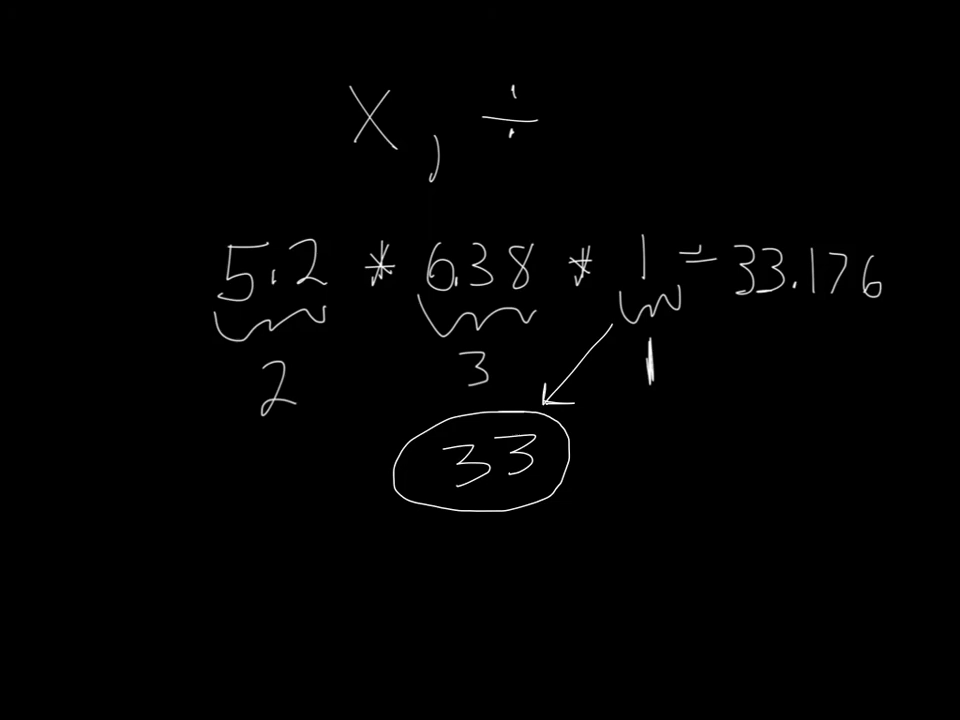 X, ÷
5.2 * 6.38 * 1 = 33.176
2 3 1
33